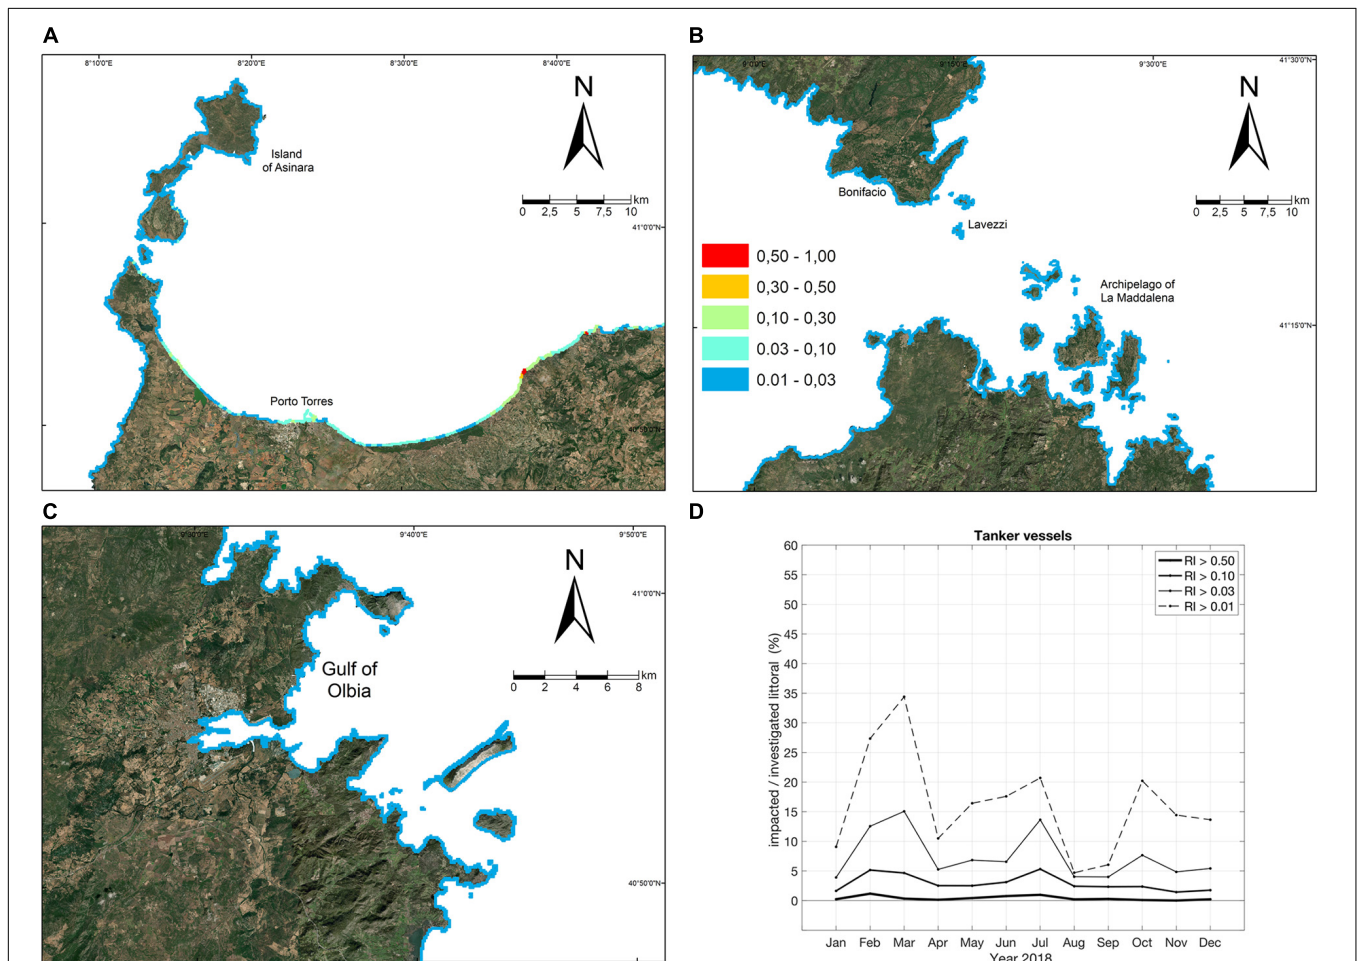 A
8°10'0"E
8°20'0"E
8°30'0"E
8°40'0"E
N
Island
of Asinara
km
0 2,5 5 7,5 10
41°0'0"N
Porto Torres
40°50'0"N
B
9°15'0"E
9°30'0"E
41°30'0"N
N
Bonifacio
km
0 2,5 5 7,5 10
Lavezzi
0,50 - 1,00
0,30 - 0,50
0,10 - 0,30
0.03 - 0,10
0.01 - 0,03
Archipelago of
La Maddalena
41°15'0"N
C
9°40'0"E
9°50'0"E
N
41°0'0"N
Gulf of
Olbia
km
0 2 4 6 8
40°50'0"N
D
Tanker vessels
60
55
50
45
40
35
30
25
20
15
10
5
0
impacted / investigated littoral (%)
RI > 0.50
RI > 0.10
RI > 0.03
RI > 0.01
Jan Feb Mar Apr May Jun Jul Aug Sep Oct Nov Dec
Year 2018